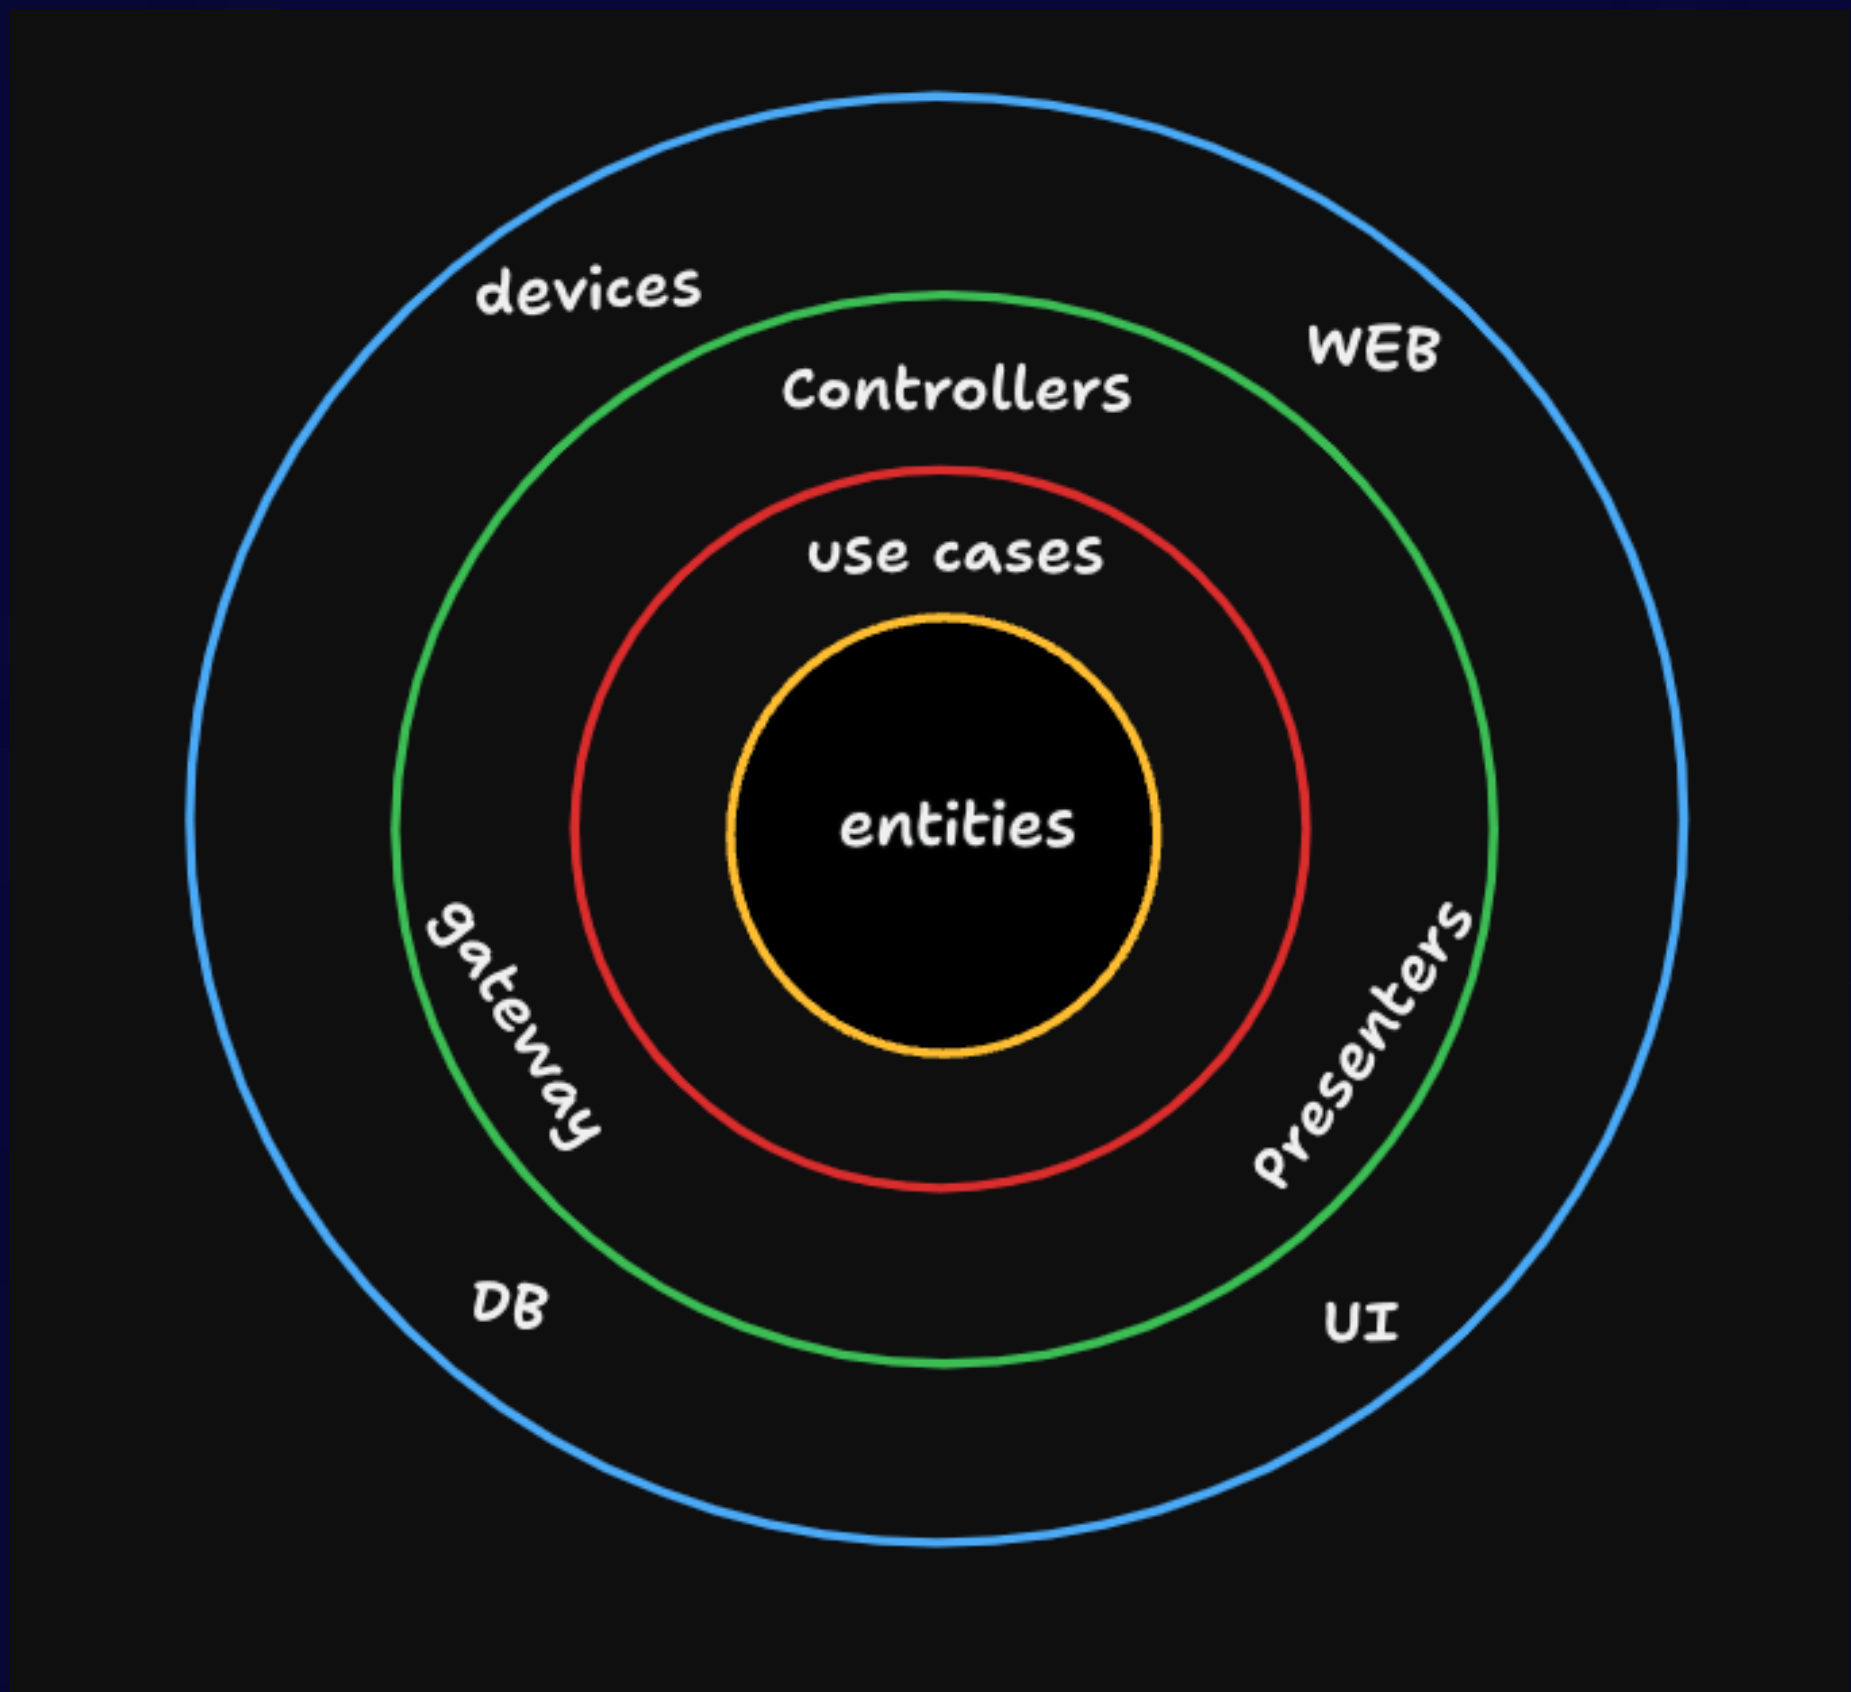 devices
WEB
Controllers
use cases
entities
gateway
Presenters
DB
UI